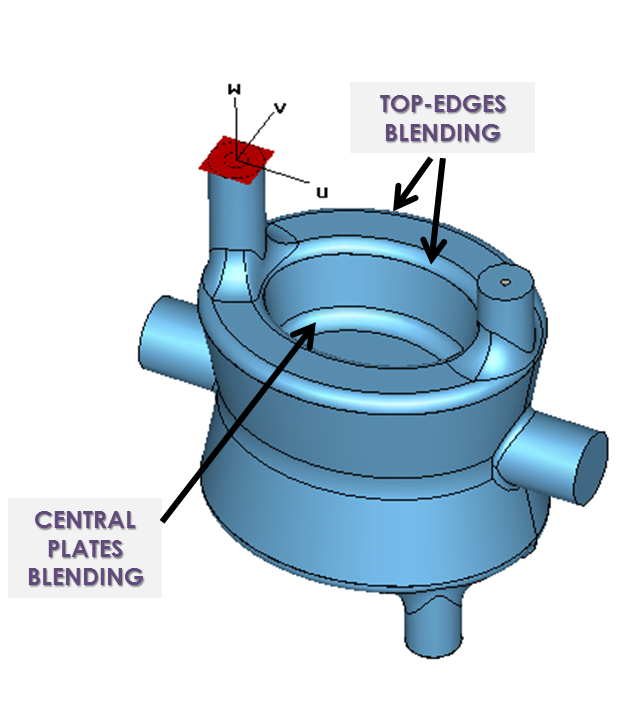 W
V
U
TOP-EDGES
BLENDING
CENTRAL
PLATES
BLENDING